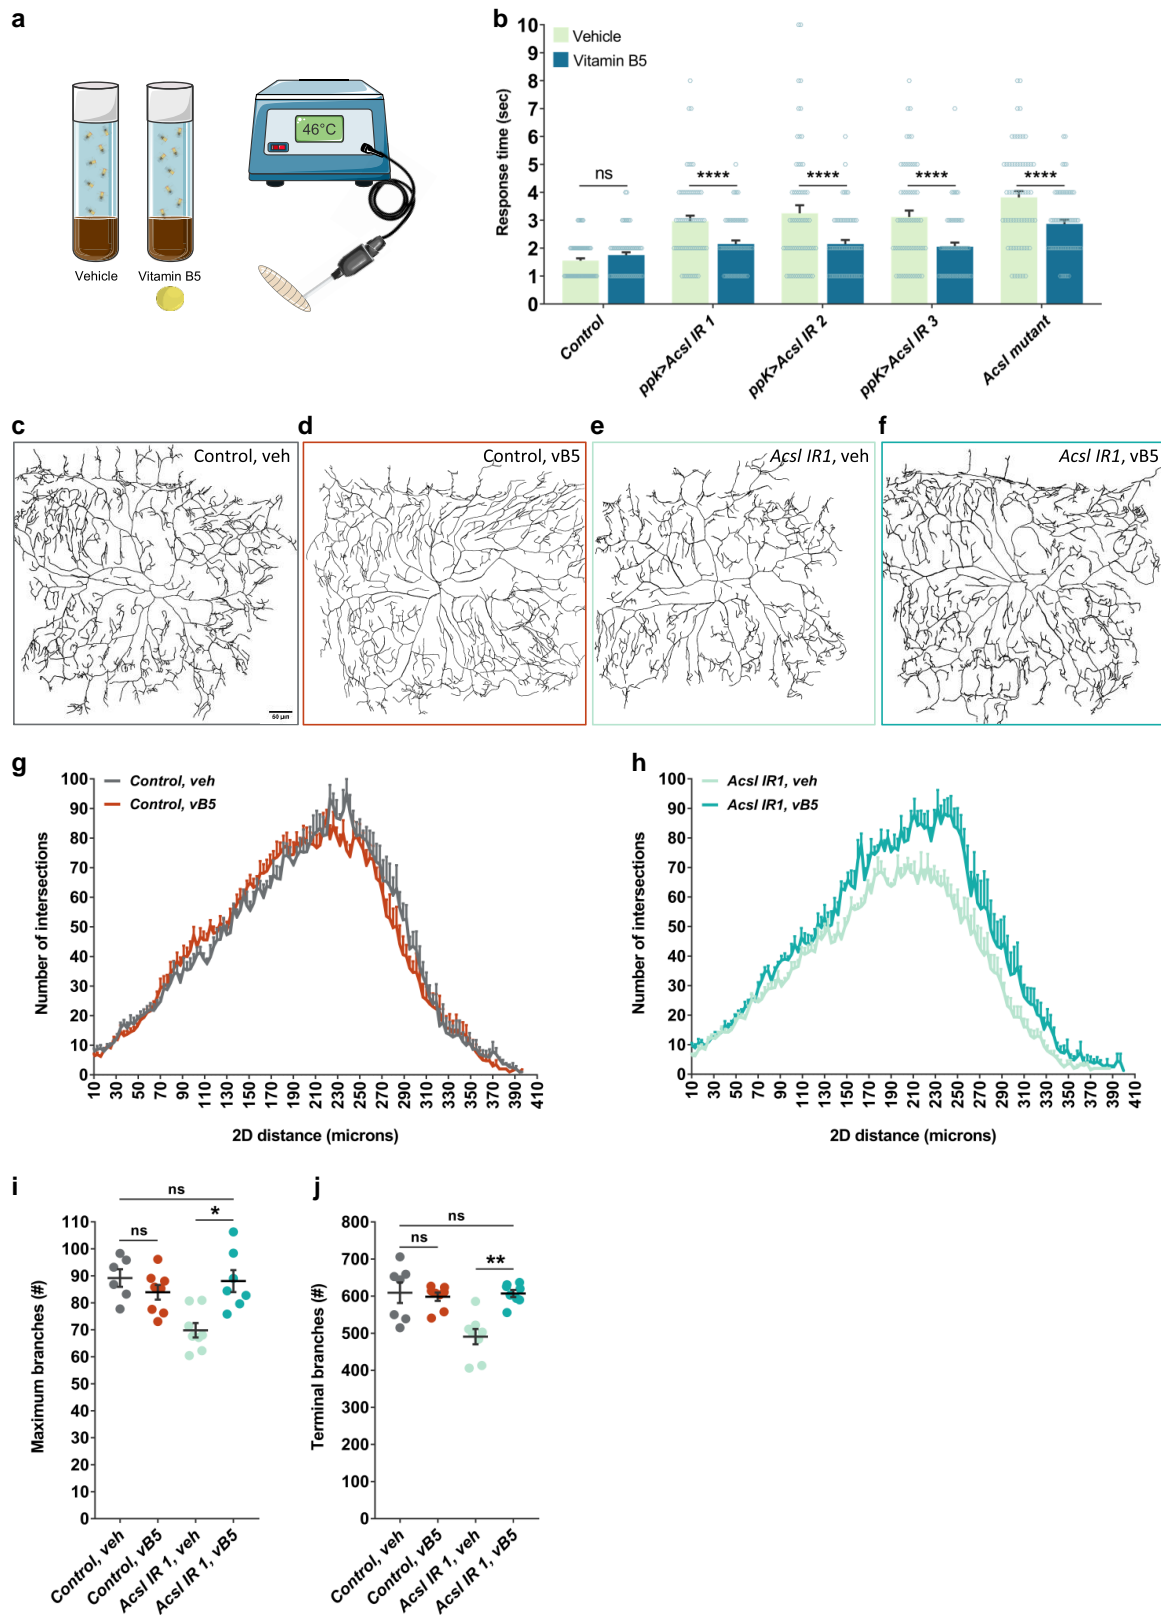 a
46°C
Vehicle
Vitamin B5
b
Vehicle
Vitamin B5
Response time (sec)
10
9
8
7
6
5
4
3
2
1
0
ns
****
****
****
****
Control
ppk>Acsl IR 1
ppK>Acsl IR 2
ppK>Acsl IR 3
Acsl mutant
c
Control, veh
50 µm
d
Control, vB5
e
Acsl IR1, veh
f
Acsl IR1, vB5
g
Control, veh
Control, vB5
Number of intersections
100
90
80
70
60
50
40
30
20
10
0
10
30
50
70
90
110
130
150
170
190
210
230
250
270
290
310
330
350
370
390
410
2D distance (microns)
h
Acsl IR1, veh
Acsl IR1, vB5
Number of intersections
100
90
80
70
60
50
40
30
20
10
0
10
30
50
70
90
110
130
150
170
190
210
230
250
270
290
310
330
350
370
390
410
2D distance (microns)
i
ns
ns
*
Maximum branches (#)
110
100
90
80
70
60
50
40
30
20
10
0
Control, veh
Control, vB5
Acsl IR 1, veh
Acsl IR 1, vB5
j
ns
ns
**
Terminal branches (#)
800
700
600
500
400
300
200
100
0
Control, veh
Control, vB5
Acsl IR 1, veh
Acsl IR 1, vB5